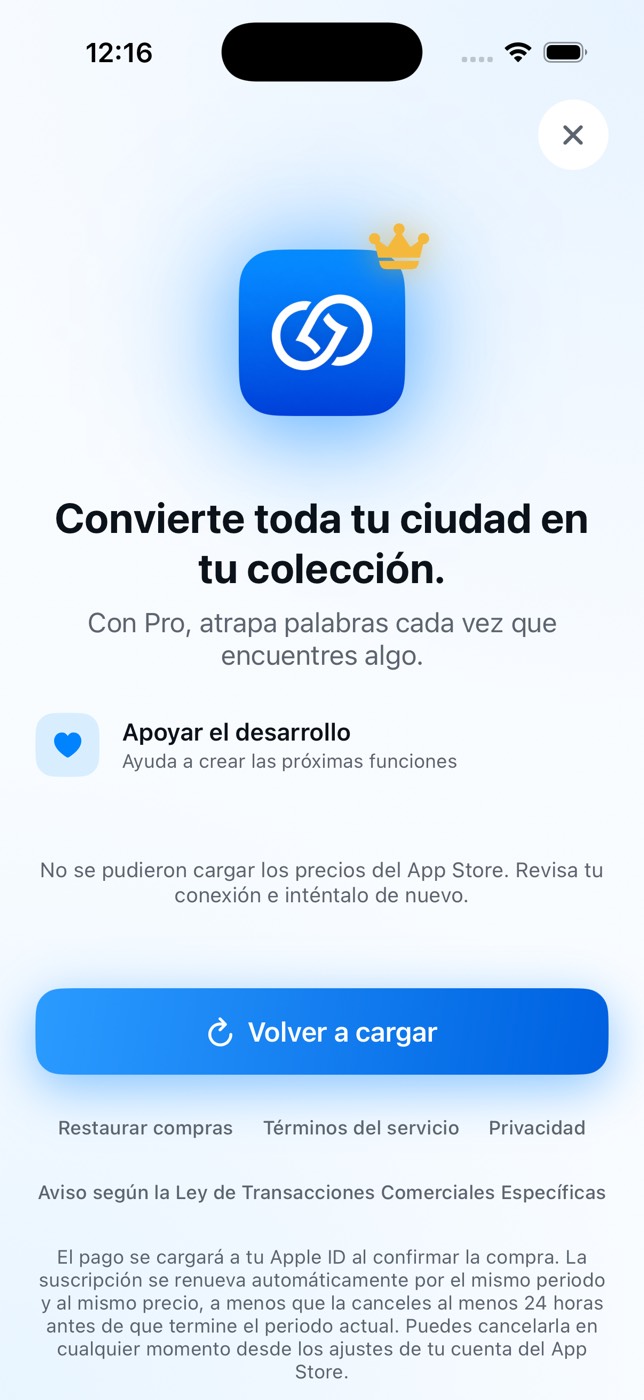 12:16
Convierte toda tu ciudad en
tu colección.
Con Pro, atrapa palabras cada vez que
encuentres algo.
Apoyar el desarrollo
Ayuda a crear las próximas funciones
No se pudieron cargar los precios del App Store. Revisa tu
conexión e inténtalo de nuevo.
Volver a cargar
Restaurar compras Términos del servicio Privacidad
Aviso según la Ley de Transacciones Comerciales Específicas
El pago se cargará a tu Apple ID al confirmar la compra. La
suscripción se renueva automáticamente por el mismo periodo
y al mismo precio, a menos que la canceles al menos 24 horas
antes de que termine el periodo actual. Puedes cancelarla en
cualquier momento desde los ajustes de tu cuenta del App
Store.